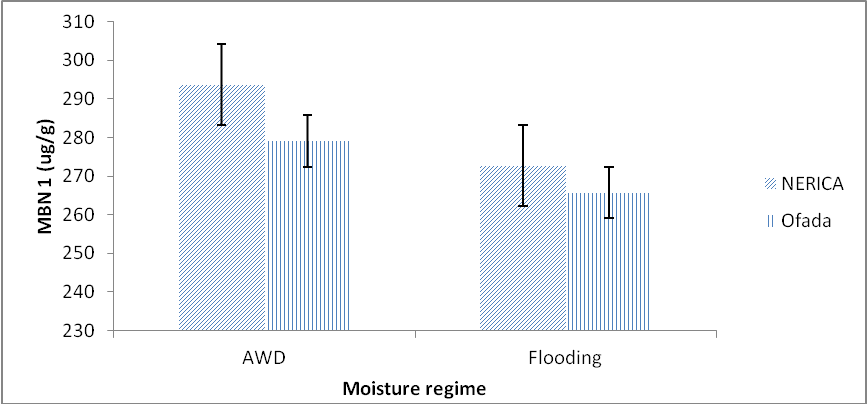 310
300
290
280
270
260
250
240
230
MBN 1 (ug/g)
AWD
Flooding
Moisture regime
NERICA
Ofada